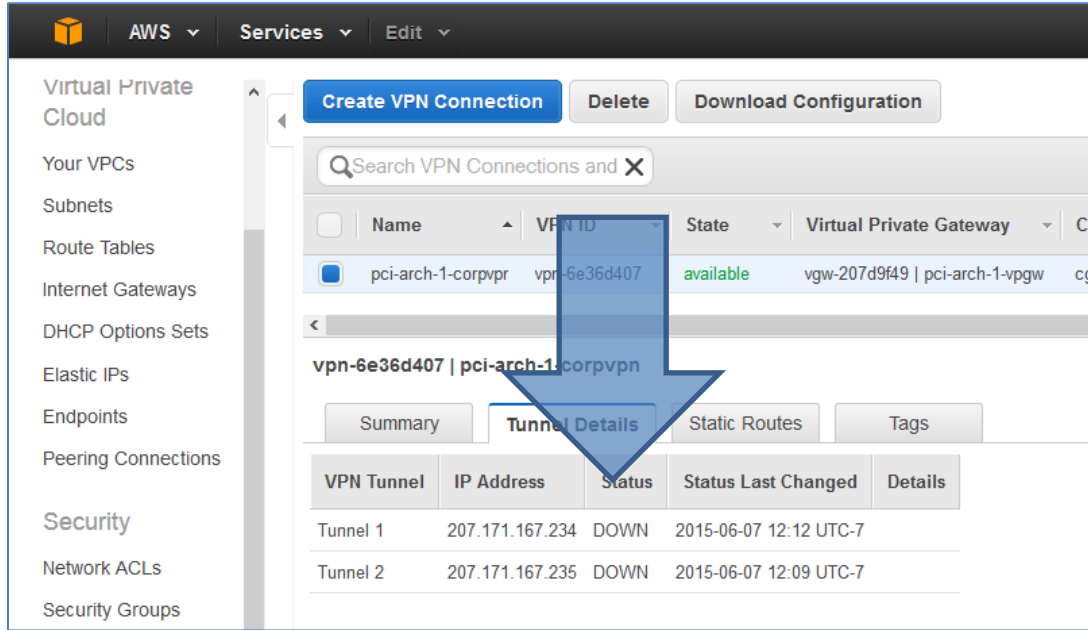 AWS Services Edit
Virtual Private
Cloud
Your VPCs
Subnets
Route Tables
Internet Gateways
DHCP Options Sets
Elastic IPs
Endpoints
Peering Connections
Security
Network ACLs
Security Groups
Create VPN Connection Delete Download Configuration
Search VPN Connections and
Name VPN ID State Virtual Private Gateway C
pci-arch-1-corpvpr vpn-6e36d407 available vgw-207d9f49 | pci-arch-1-vpgw cg
vpn-6e36d407 | pci-arch-1-corpvpn
Summary Tunnel Details Static Routes Tags
VPN Tunnel IP Address Status Status Last Changed Details
Tunnel 1 207.171.167.234 DOWN 2015-06-07 12:12 UTC-7
Tunnel 2 207.171.167.235 DOWN 2015-06-07 12:09 UTC-7